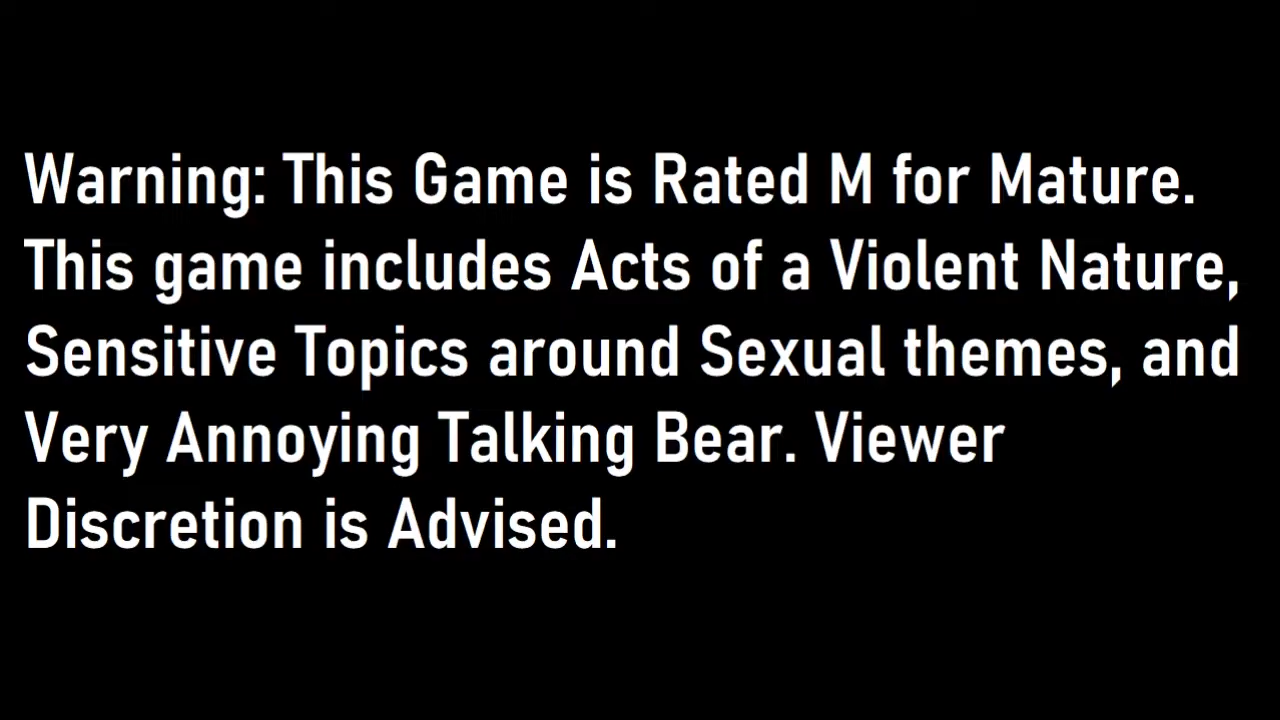 Warning: This Game is Rated M for Mature.
This game includes Acts of a Violent Nature,
Sensitive Topics around Sexual themes, and
Very Annoying Talking Bear. Viewer
Discretion is Advised.